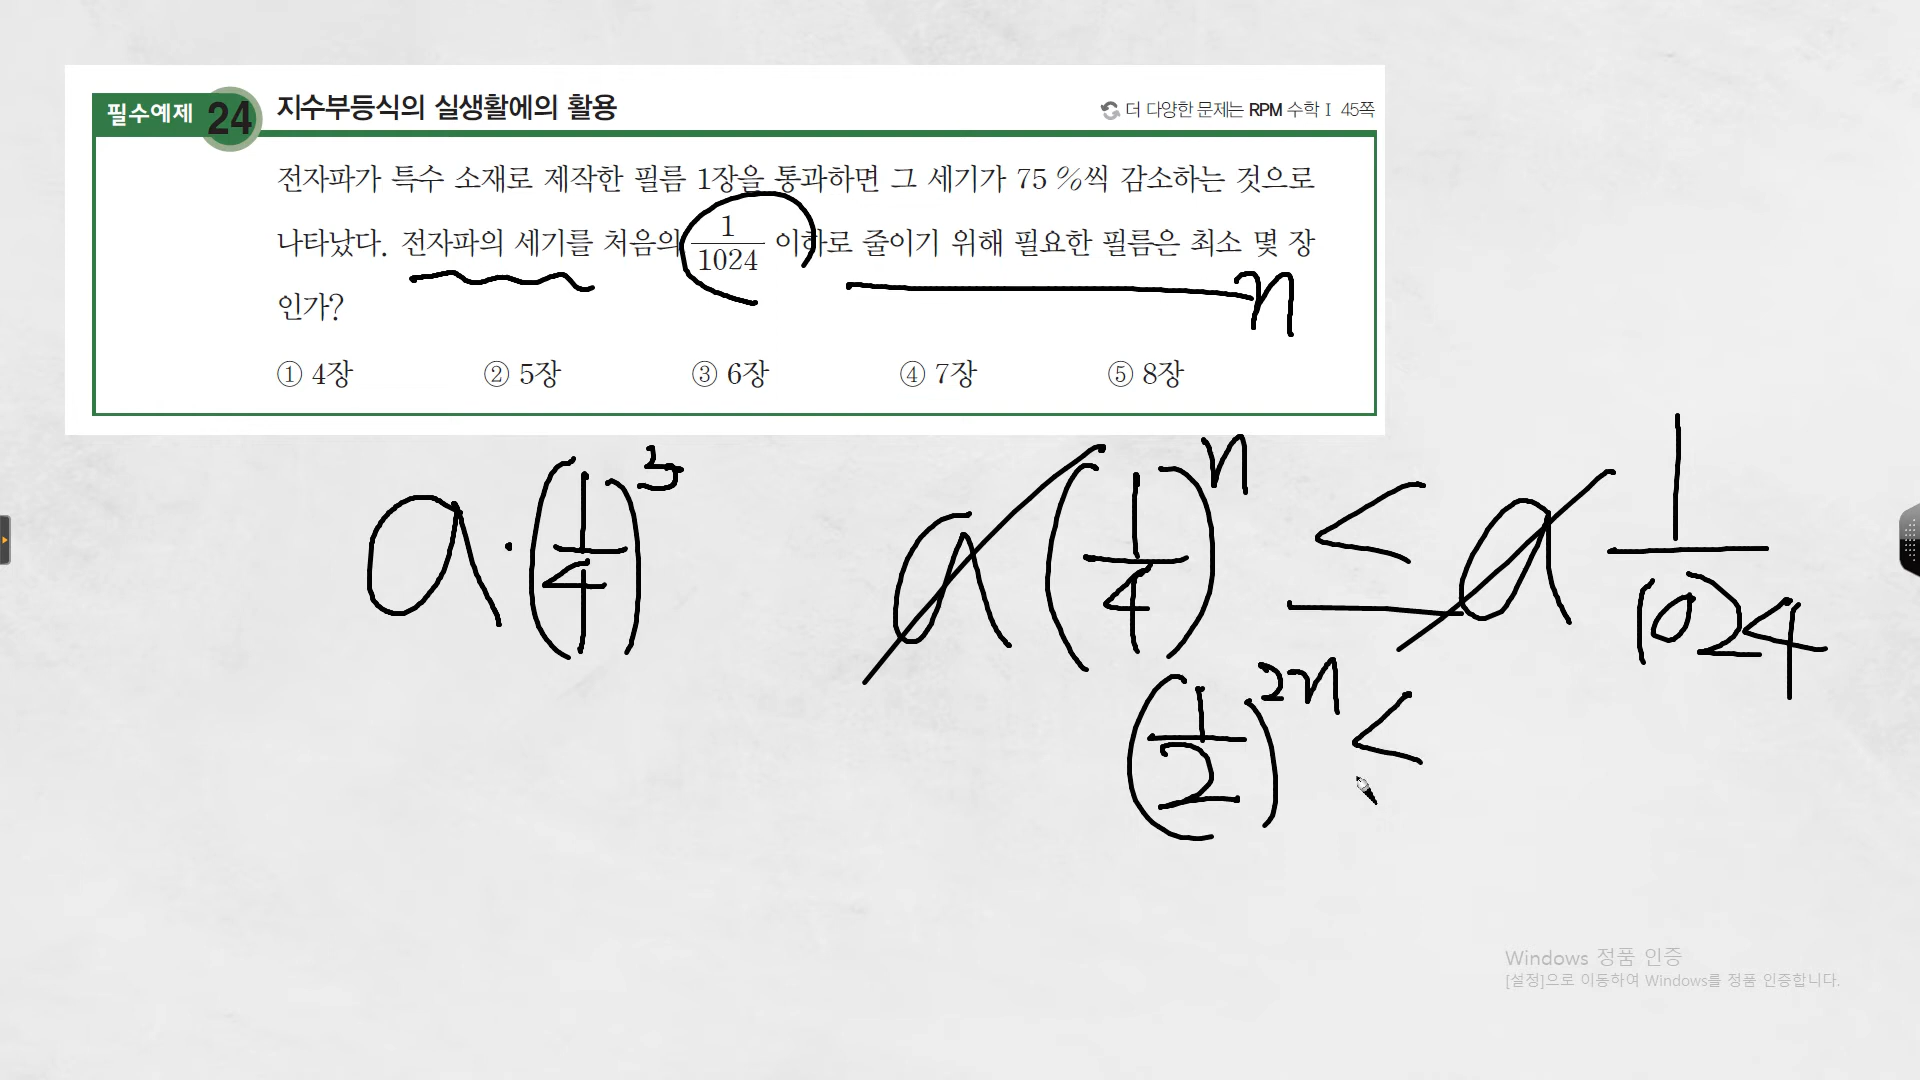 필수예제 24 지수부등식의 실생활에의 활용 더 다양한 문제는 RPM 수학 I 45쪽
전자파가 특수 소재로 제작한 필름 1장을 통과하면 그 세기가 75 %씩 감소하는 것으로
나타났다. 전자파의 세기를 처음의 1/1024 이하로 줄이기 위해 필요한 필름은 최소 몇 장
n
인가?
① 4장 ② 5장 ③ 6장 ④ 7장 ⑤ 8장
a·(1/4)^3 a(1/4)^n ≤ a 1/1024
(1/2)^2n <
Windows 정품 인증
[설정]으로 이동하여 Windows를 정품 인증합니다.